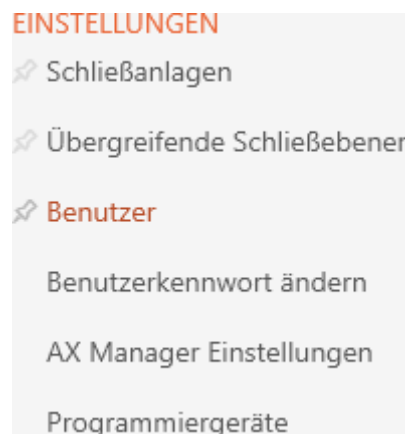 EINSTELLUNGEN
Schließanlagen
Übergreifende Schließebenen
Benutzer
Benutzerkennwort ändern
AX Manager Einstellungen
Programmiergeräte